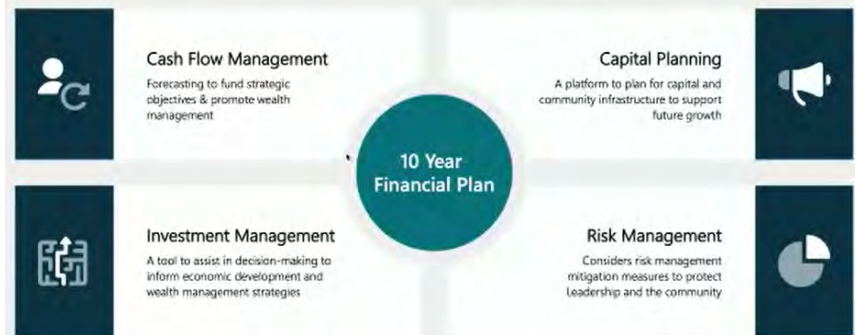 Cash Flow Management
Forecasting to fund strategic
objectives & promote wealth
management
Capital Planning
A platform to plan for capital and
community infrastructure to support
future growth
10 Year
Financial Plan
Investment Management
A tool to assist in decision-making to
inform economic development and
wealth management strategies
Risk Management
Considers risk management
mitigation measures to protect
Leadership and the community